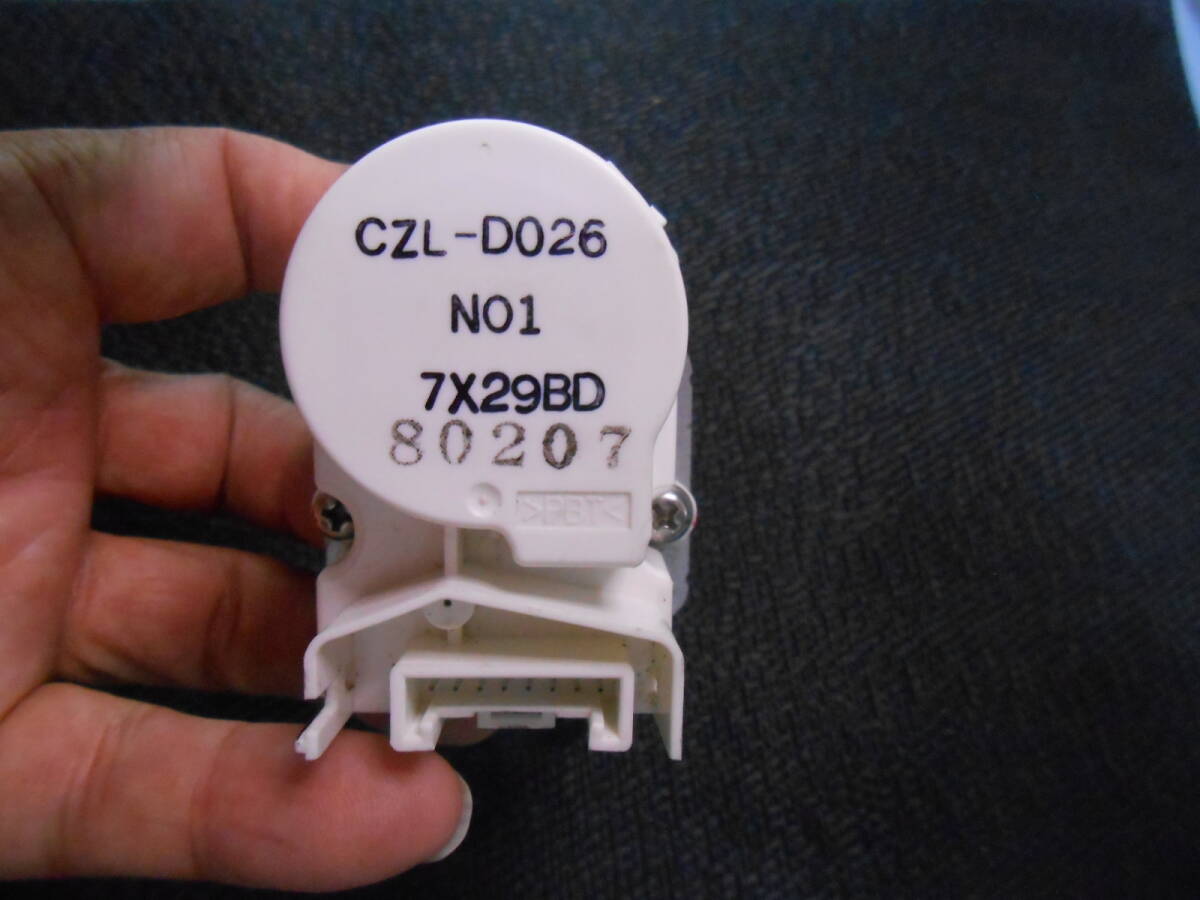 CZL-D026
N01
7X29BD
80207
>PBT<